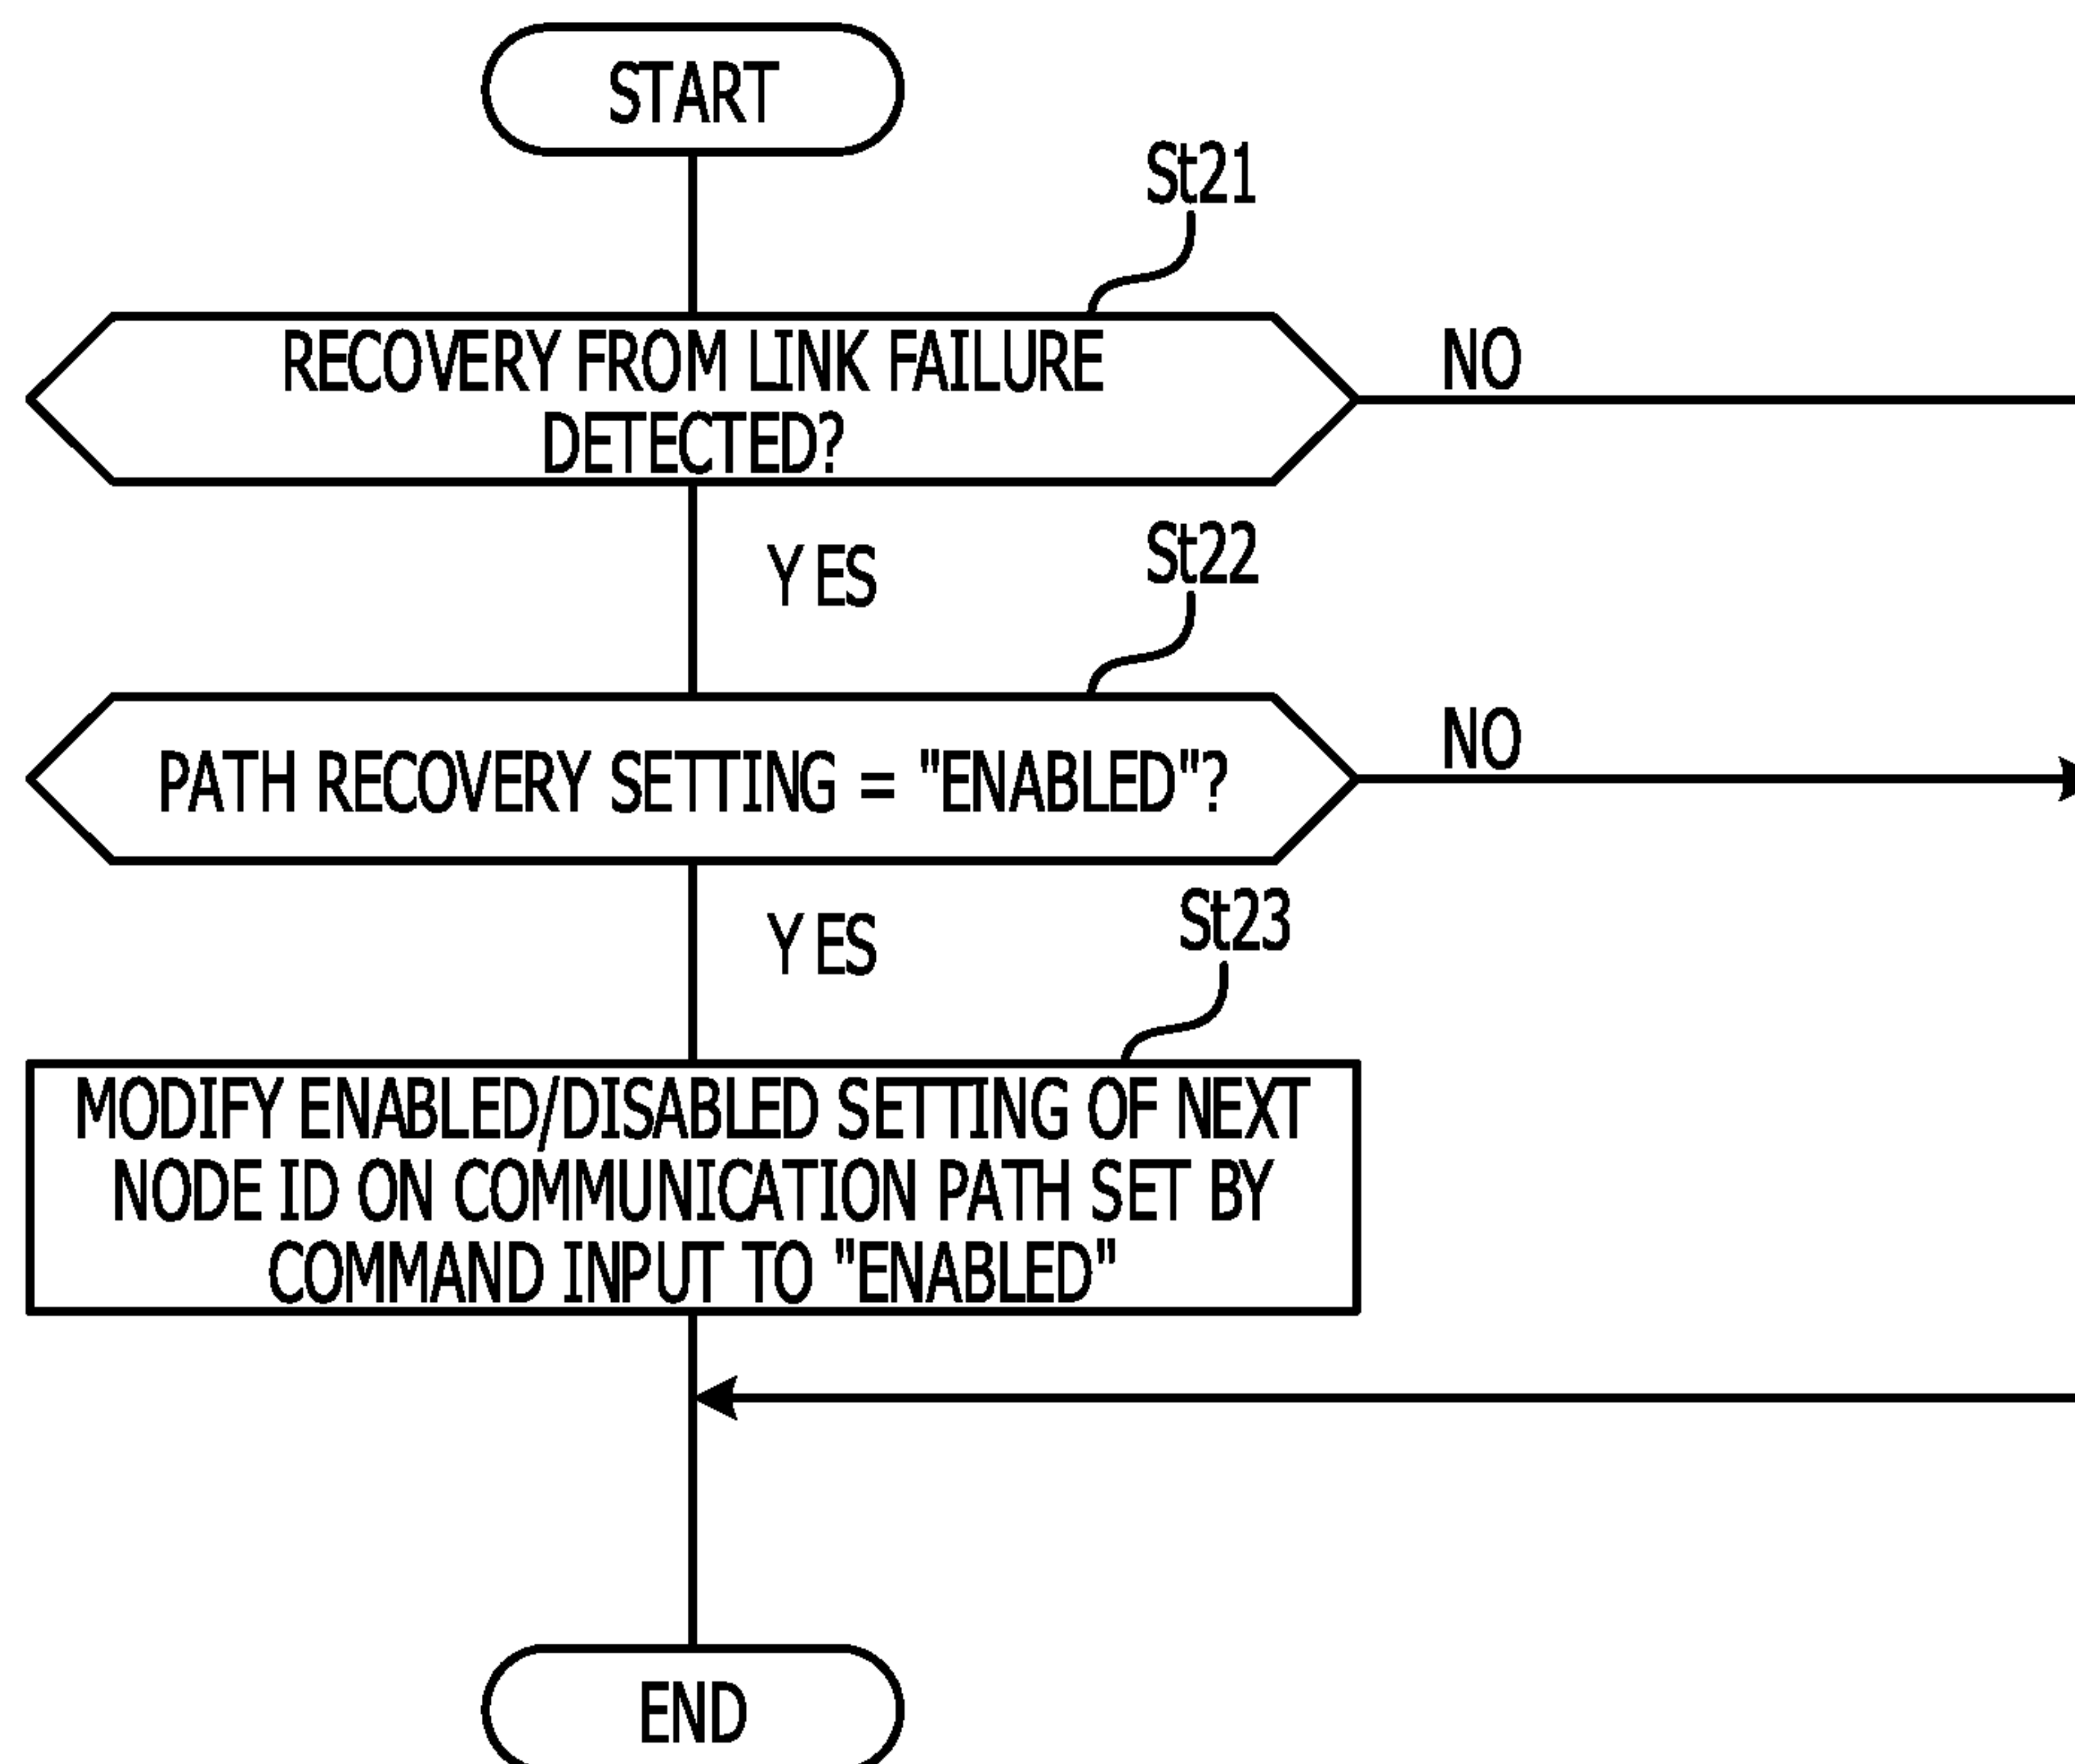 START
St21
RECOVERY FROM LINK FAILURE
DETECTED?
NO
YES
St22
PATH RECOVERY SETTING = "ENABLED"?
NO
YES
St23
MODIFY ENABLED/DISABLED SETTING OF NEXT
NODE ID ON COMMUNICATION PATH SET BY
COMMAND INPUT TO "ENABLED"
END